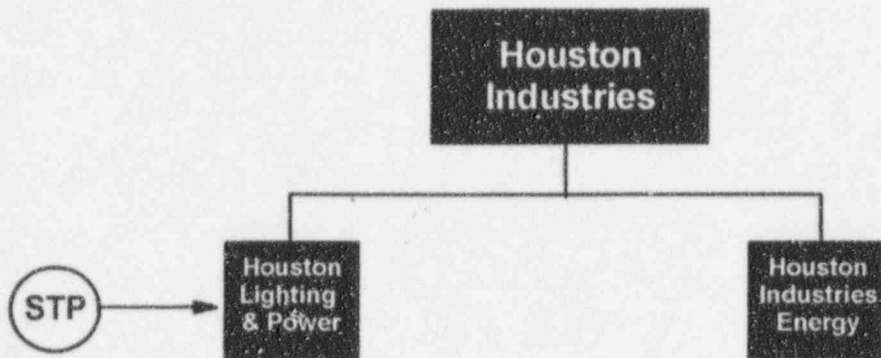 Houston
Industries
STP
Houston
Lighting
& Power
Houston
Industries
Energy